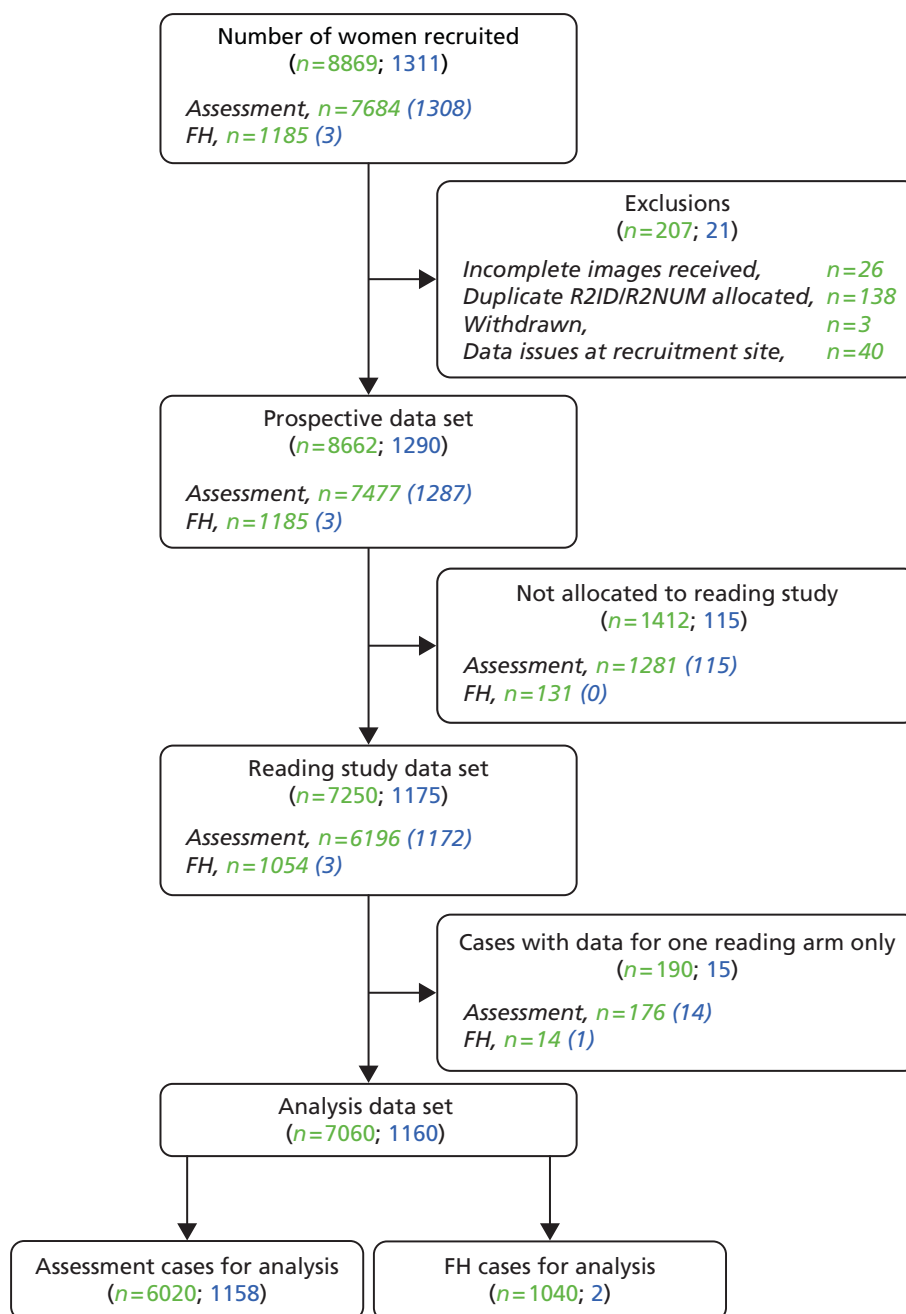 Number of women recruited
(n=8869; 1311)
Assessment, n=7684 (1308)
FH, n=1185 (3)
Exclusions
(n=207; 21)
Incomplete images received, n=26
Duplicate R2ID/R2NUM allocated, n=138
Withdrawn, n=3
Data issues at recruitment site, n=40
Prospective data set
(n=8662; 1290)
Assessment, n=7477 (1287)
FH, n=1185 (3)
Not allocated to reading study
(n=1412; 115)
Assessment, n=1281 (115)
FH, n=131 (0)
Reading study data set
(n=7250; 1175)
Assessment, n=6196 (1172)
FH, n=1054 (3)
Cases with data for one reading arm only
(n=190; 15)
Assessment, n=176 (14)
FH, n=14 (1)
Analysis data set
(n=7060; 1160)
Assessment cases for analysis
(n=6020; 1158)
FH cases for analysis
(n=1040; 2)